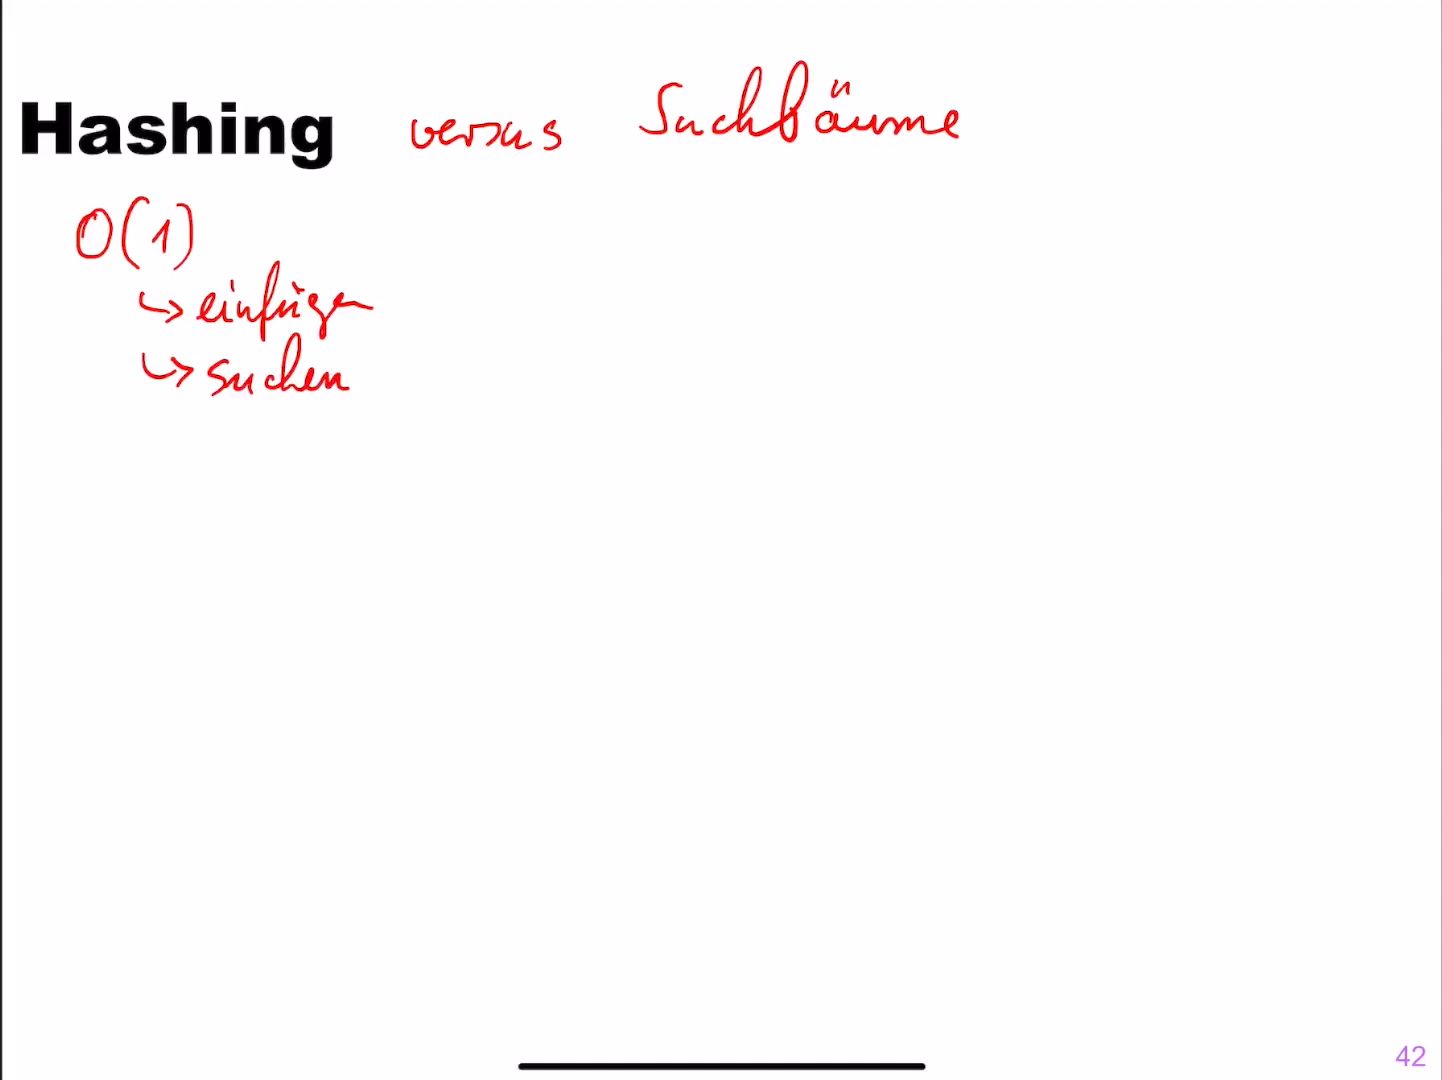 Hashing versus Suchbäume
O(1)
↳ einfügen
↳ suchen
42